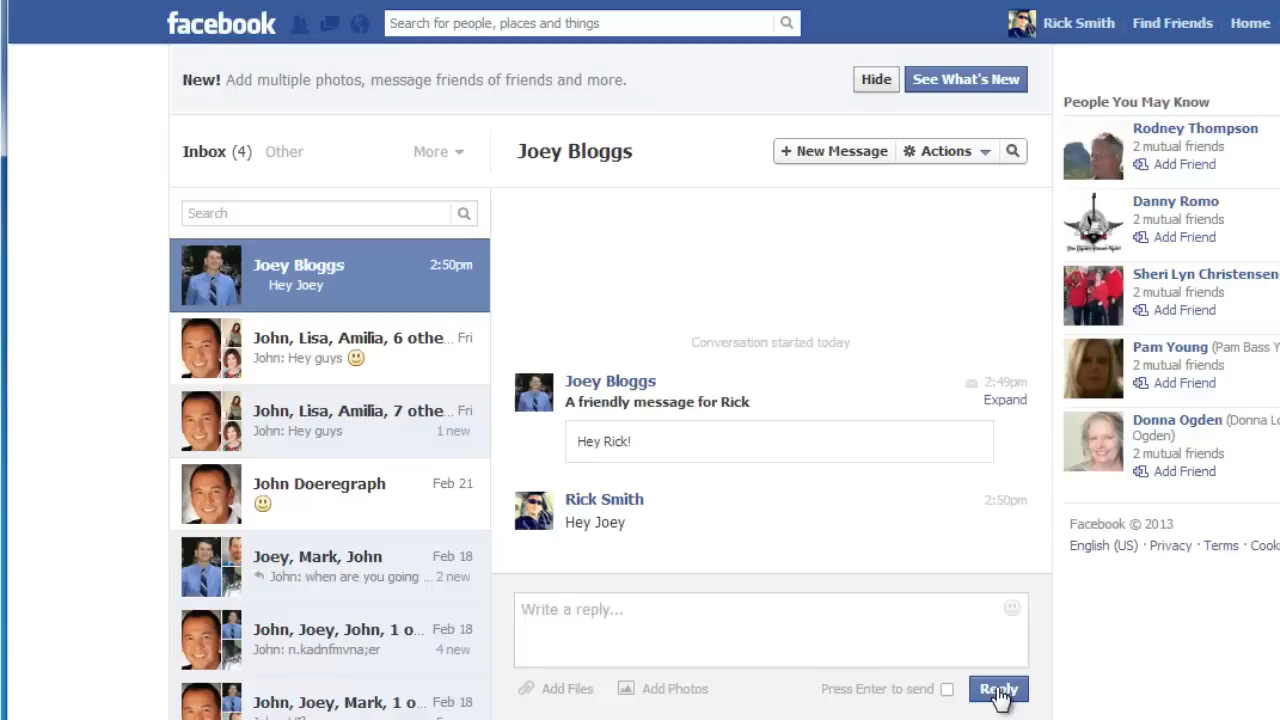 facebook
Search for people, places and things
Rick Smith
Find Friends
Home
New! Add multiple photos, message friends of friends and more.
Hide
See What's New
Inbox (4)
Other
More
Joey Bloggs
+ New Message
Actions
Search
Joey Bloggs 2:50pm
Hey Joey
John, Lisa, Amilia, 6 othe... Fri
John: Hey guys
John, Lisa, Amilia, 7 othe... Fri
John: Hey guys 1 new
John Doeregraph Feb 21
Joey, Mark, John Feb 18
John: when are you going ... 2 new
John, Joey, John, 1 o... Feb 18
John: n.kadnfmvna;er 4 new
John, Joey, Mark, 1 o... Feb 18
Conversation started today
Joey Bloggs 2:49pm
A friendly message for Rick Expand
Hey Rick!
Rick Smith 2:50pm
Hey Joey
Write a reply...
Add Files
Add Photos
Press Enter to send
Reply
People You May Know
Rodney Thompson
2 mutual friends
Add Friend
Danny Romo
2 mutual friends
Add Friend
Sheri Lyn Christensen
2 mutual friends
Add Friend
Pam Young (Pam Bass Y
2 mutual friends
Add Friend
Donna Ogden (Donna Lo
Ogden)
2 mutual friends
Add Friend
Facebook © 2013
English (US) · Privacy · Terms · Cook